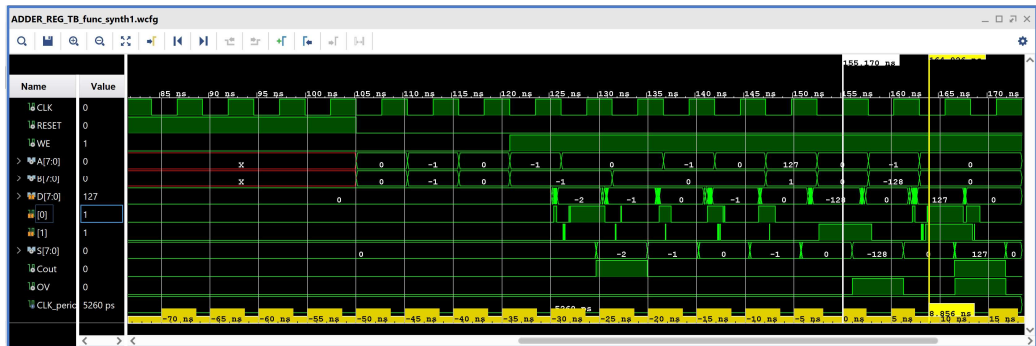 ADDER_REG_TB_func_synth1.wcfg
155.170 ns
Name Value
85 ns 90 ns 95 ns 100 ns 105 ns 110 ns 115 ns 120 ns 125 ns 130 ns 135 ns 140 ns 145 ns 150 ns 155 ns 160 ns 165 ns 170 ns
CLK 0
RESET 0
WE 1
A[7:0] 0 X 0 -1 0 -1 0 -1 0 127 0 -1 0
B[7:0] 0 X 0 -1 0 -1 0 1 0 -128 0
D[7:0] 127 0 -2 -1 0 -1 0 -128 0 127 0
[0] 1
[1] 1
S[7:0] 0 0 -2 -1 0 -1 0 -128 0 127 0
Cout 0
OV 0
CLK_perio 5260 ps 5260 ps
-70 ns -65 ns -60 ns -55 ns -50 ns -45 ns -40 ns -35 ns -30 ns -25 ns -20 ns -15 ns -10 ns -5 ns 0 ns 5 ns 8.856 ns 10 ns 15 ns